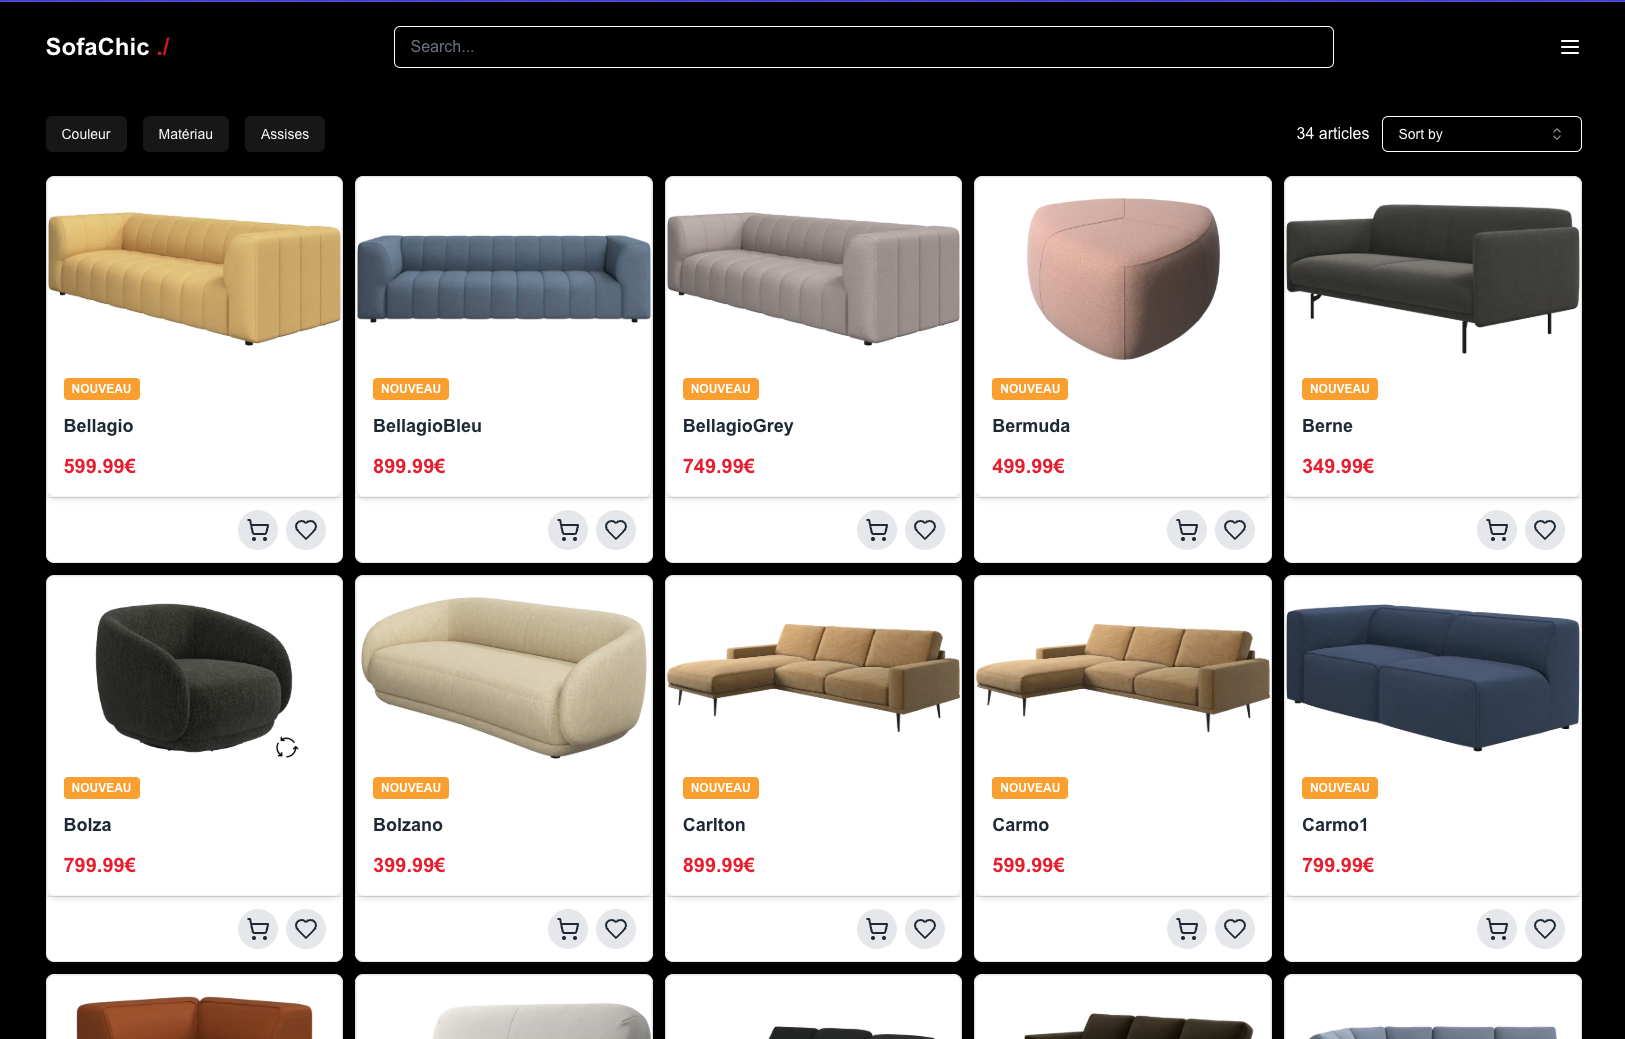 SofaChic ./
Search...
Couleur
Matériau
Assises
34 articles
Sort by
NOUVEAU
Bellagio
599.99€
NOUVEAU
BellagioBleu
899.99€
NOUVEAU
BellagioGrey
749.99€
NOUVEAU
Bermuda
499.99€
NOUVEAU
Berne
349.99€
NOUVEAU
Bolza
799.99€
NOUVEAU
Bolzano
399.99€
NOUVEAU
Carlton
899.99€
NOUVEAU
Carmo
599.99€
NOUVEAU
Carmo1
799.99€